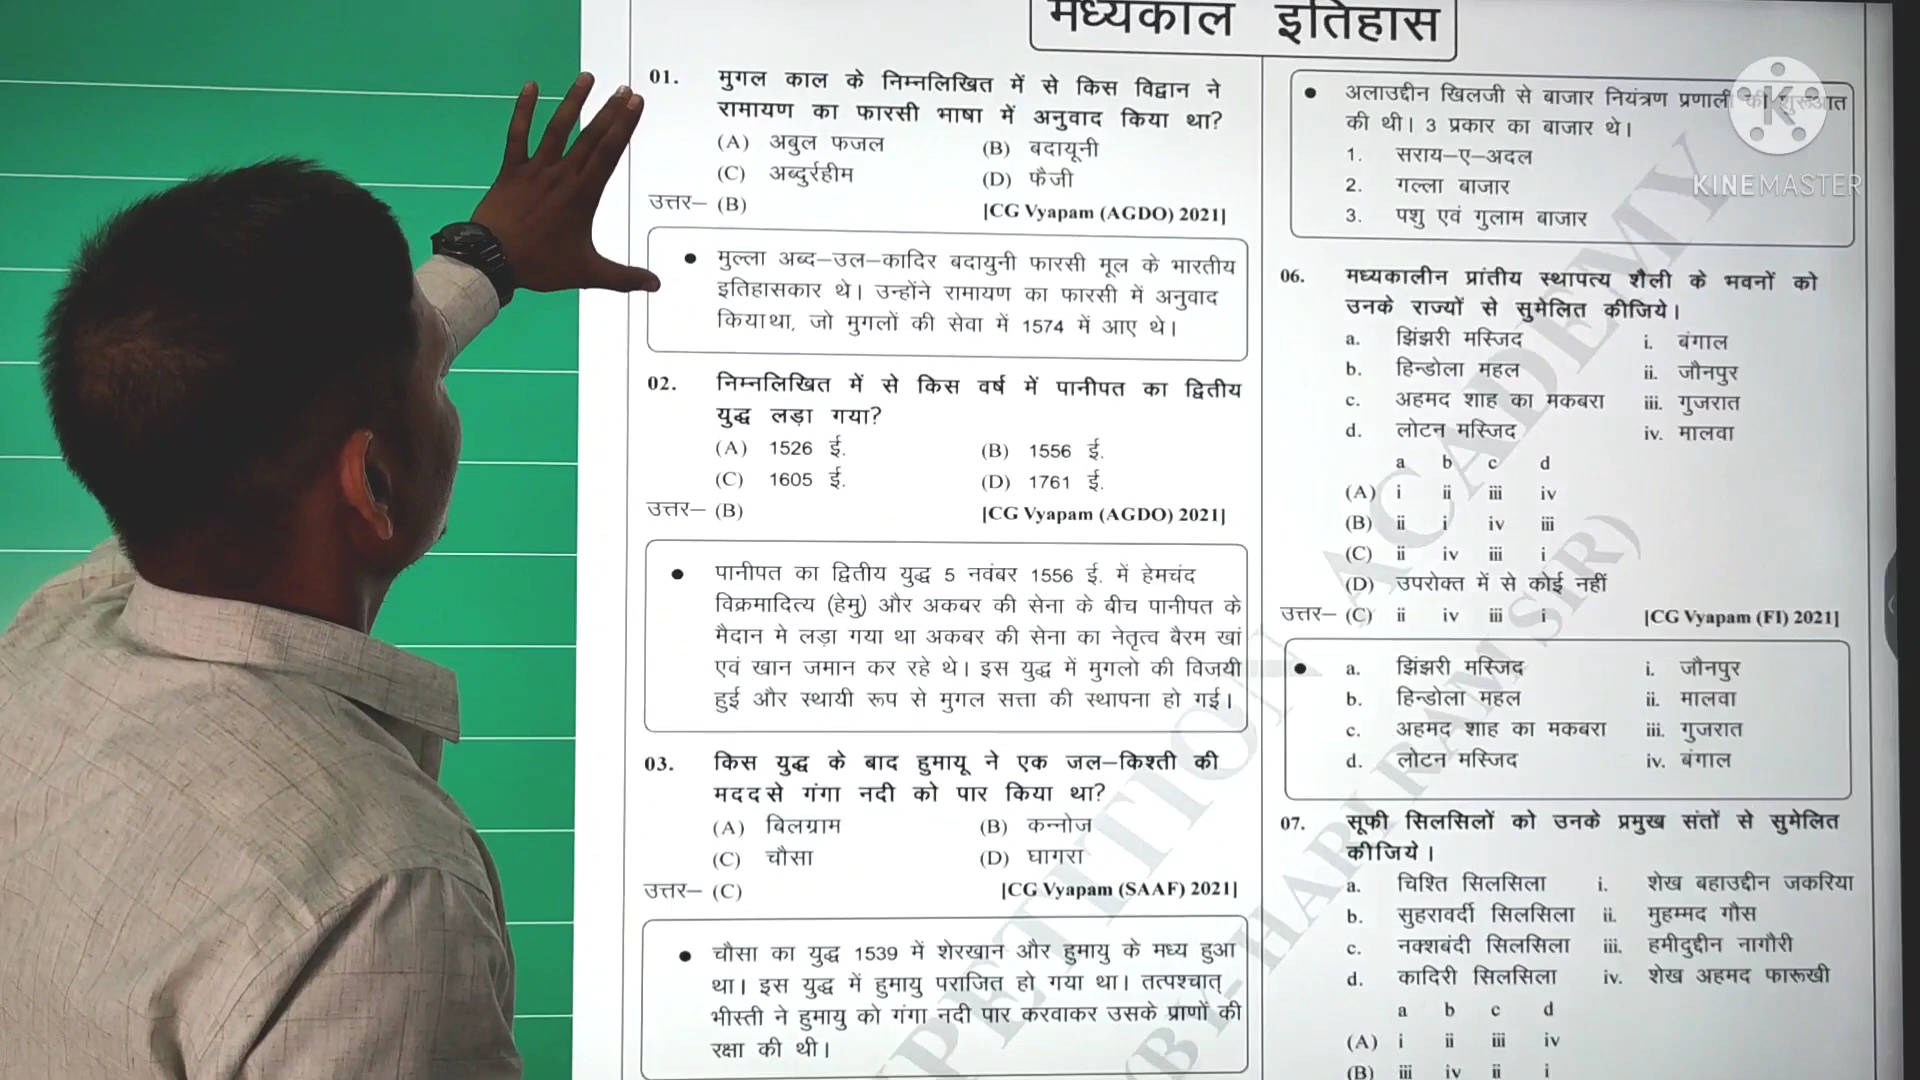 मध्यकाल इतिहास
01. मुगल काल के निम्नलिखित में से किस विद्वान ने
रामायण का फारसी भाषा में अनुवाद किया था?
(A) अबुल फजल (B) बदायूनी
(C) अब्दुर्रहीम (D) फैजी
उत्तर– (B) [CG Vyapam (AGDO) 2021]
• मुल्ला अब्द–उल–कादिर बदायुनी फारसी मूल के भारतीय
इतिहासकार थे। उन्होंने रामायण का फारसी में अनुवाद
कियाथा, जो मुगलों की सेवा में 1574 में आए थे।
02. निम्नलिखित में से किस वर्ष में पानीपत का द्वितीय
युद्ध लड़ा गया?
(A) 1526 ई. (B) 1556 ई.
(C) 1605 ई. (D) 1761 ई.
उत्तर– (B) [CG Vyapam (AGDO) 2021]
• पानीपत का द्वितीय युद्ध 5 नवंबर 1556 ई. में हेमचंद
विक्रमादित्य (हेमु) और अकबर की सेना के बीच पानीपत के
मैदान मे लड़ा गया था अकबर की सेना का नेतृत्व बैरम खां
एवं खान जमान कर रहे थे। इस युद्ध में मुगलो की विजयी
हुई और स्थायी रूप से मुगल सत्ता की स्थापना हो गई।
03. किस युद्ध के बाद हुमायू ने एक जल–किश्ती की
मददसे गंगा नदी को पार किया था?
(A) बिलग्राम (B) कन्नोज
(C) चौसा (D) घागरा
उत्तर– (C) [CG Vyapam (SAAF) 2021]
• चौसा का युद्ध 1539 में शेरखान और हुमायु के मध्य हुआ
था। इस युद्ध में हुमायु पराजित हो गया था। तत्पश्चात्
भीस्ती ने हुमायु को गंगा नदी पार करवाकर उसके प्राणों की
रक्षा की थी।
• अलाउद्दीन खिलजी से बाजार नियंत्रण प्रणाली की शुरूआत
की थी। 3 प्रकार का बाजार थे।
1. सराय–ए–अदल
2. गल्ला बाजार
3. पशु एवं गुलाम बाजार
06. मध्यकालीन प्रांतीय स्थापत्य शैली के भवनों को
उनके राज्यों से सुमेलित कीजिये।
a. झिंझरी मस्जिद i. बंगाल
b. हिन्डोला महल ii. जौनपुर
c. अहमद शाह का मकबरा iii. गुजरात
d. लोटन मस्जिद iv. मालवा
a b c d
(A) i ii iii iv
(B) ii i iv iii
(C) ii iv iii i
(D) उपरोक्त में से कोई नहीं
उत्तर– (C) ii iv iii i [CG Vyapam (FI) 2021]
• a. झिंझरी मस्जिद i. जौनपुर
b. हिन्डोला महल ii. मालवा
c. अहमद शाह का मकबरा iii. गुजरात
d. लोटन मस्जिद iv. बंगाल
07. सूफी सिलसिलों को उनके प्रमुख संतों से सुमेलित
कीजिये।
a. चिश्ति सिलसिला i. शेख बहाउद्दीन जकरिया
b. सुहरावर्दी सिलसिला ii. मुहम्मद गौस
c. नक्शबंदी सिलसिला iii. हमीदुद्दीन नागौरी
d. कादिरी सिलसिला iv. शेख अहमद फारूखी
a b c d
(A) i ii iii iv
(B) iii iv ii i
K
KINEMASTER
ACADEMY